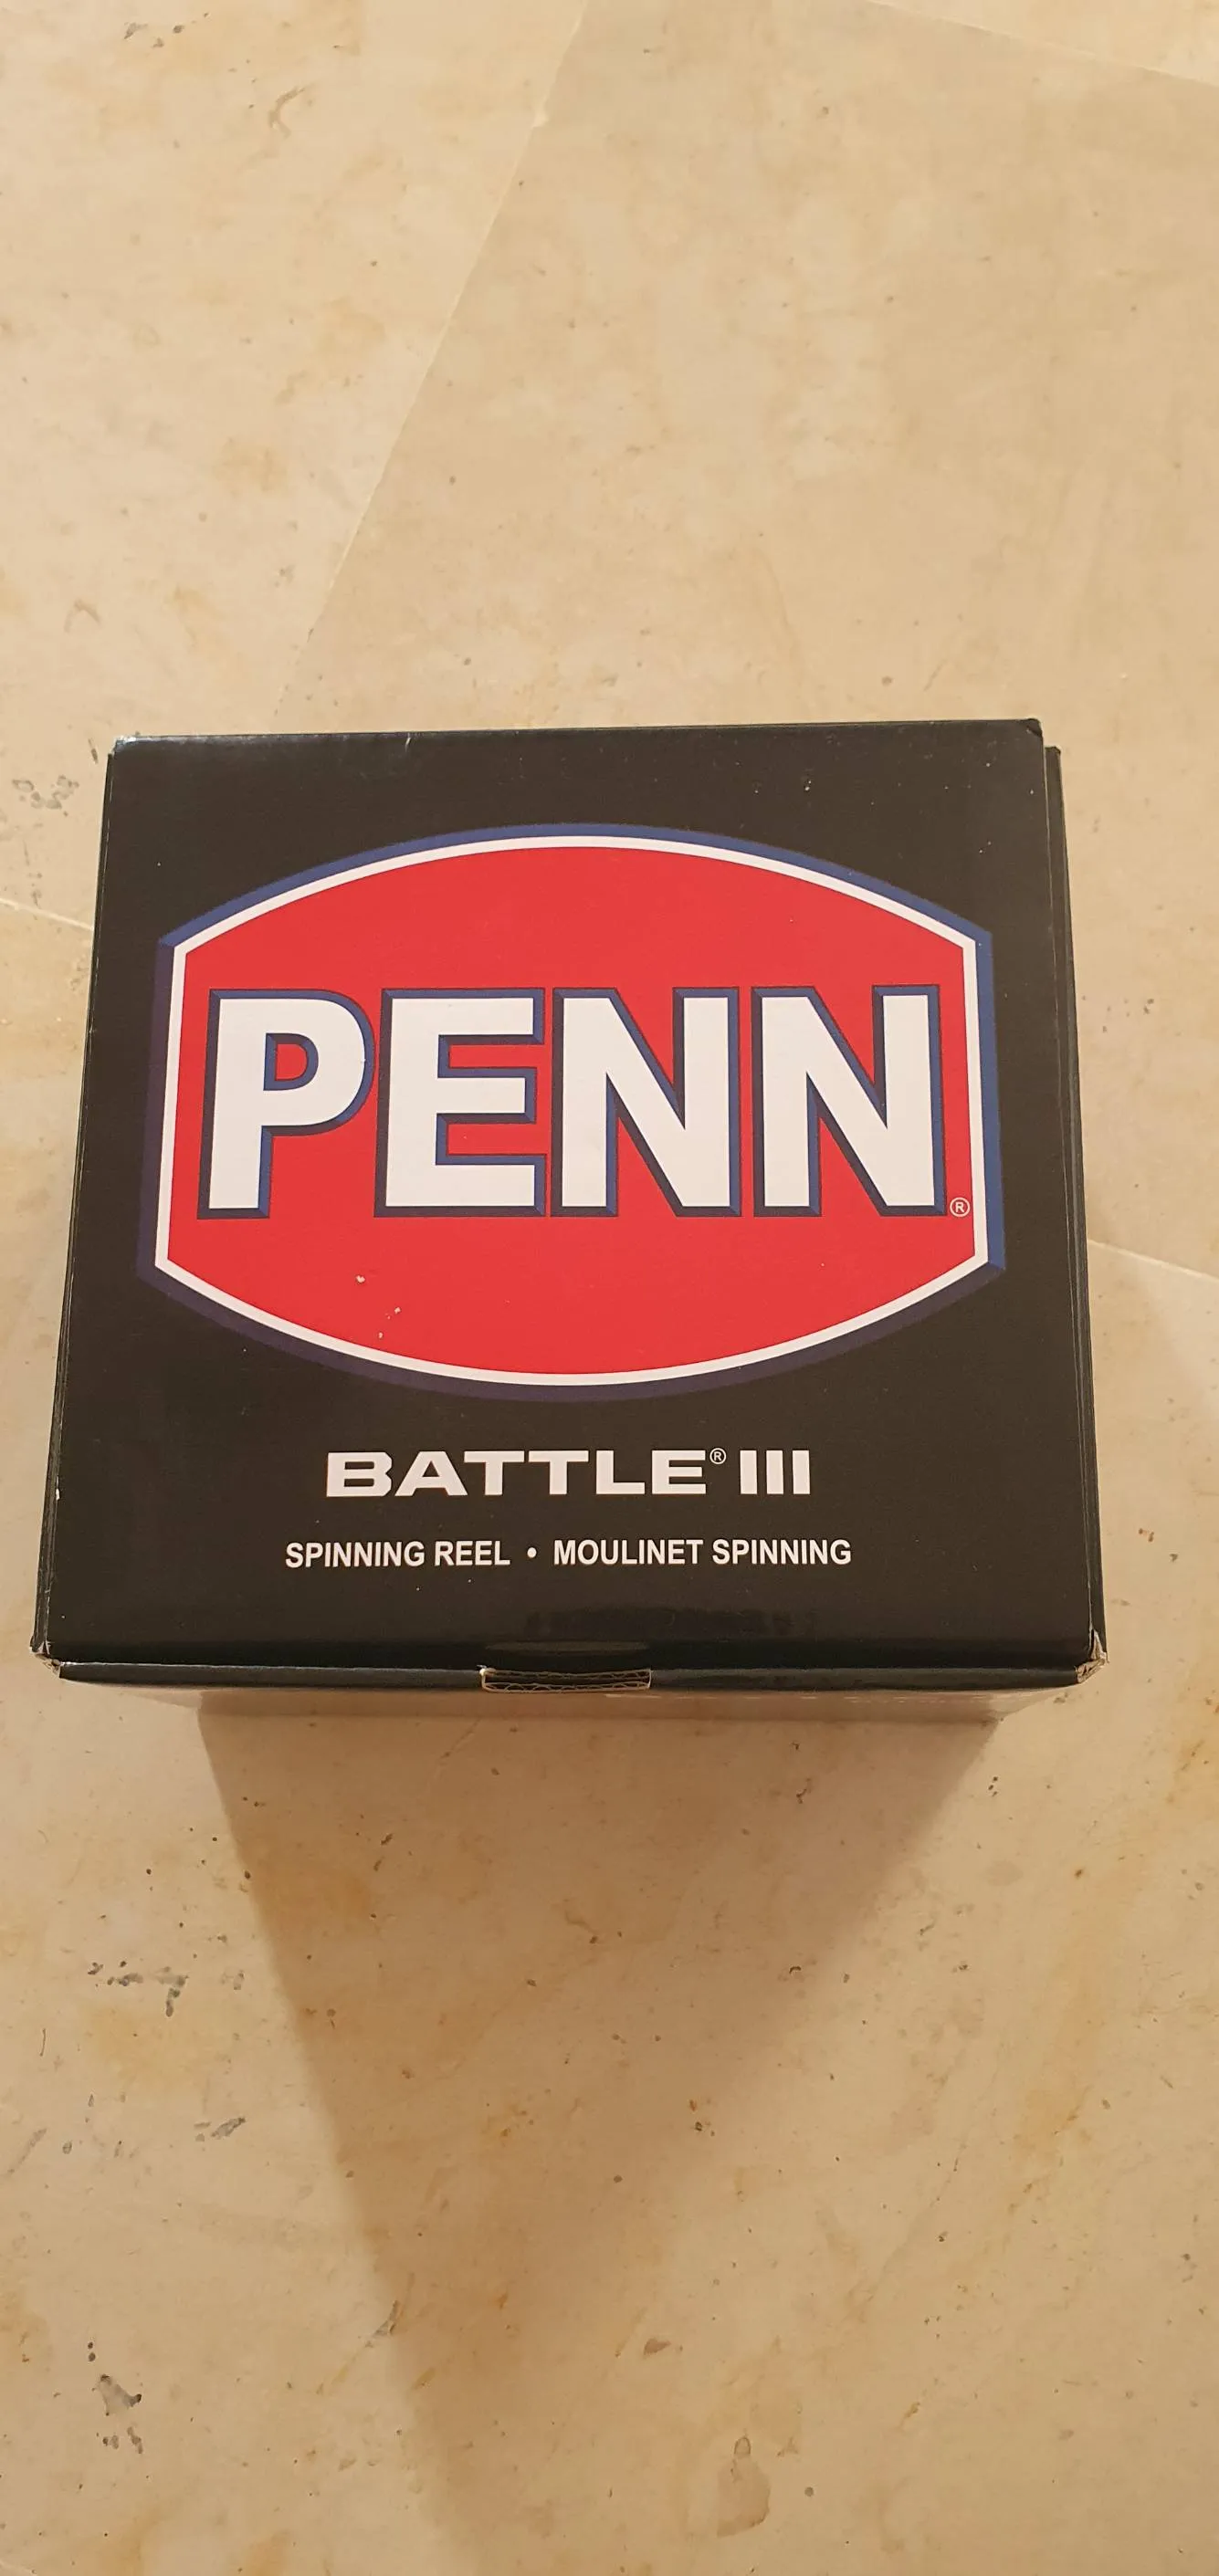 PENN®
BATTLE® III
SPINNING REEL • MOULINET SPINNING